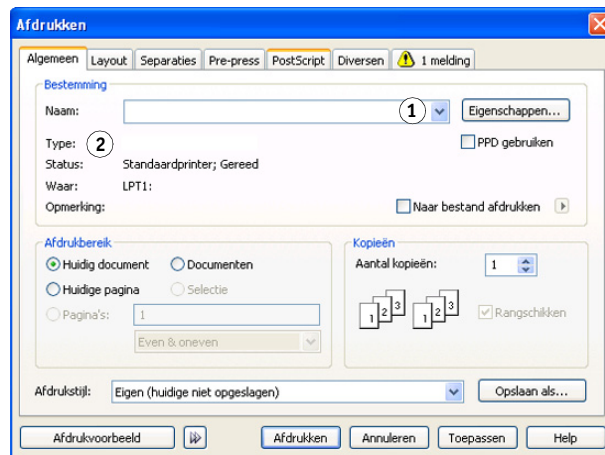 Afdrukken
Algemeen Layout Separaties Pre-press PostScript Diversen 1 melding
Bestemming
Naam: 1 Eigenschappen...
Type: 2 PPD gebruiken
Status: Standaardprinter; Gereed
Waar: LPT1:
Opmerking: Naar bestand afdrukken
Afdrukbereik Kopieën
Huidig document Documenten Aantal kopieën: 1
Huidige pagina Selectie
1 2 3 1 2 3 Rangschikken
Pagina's: 1
Even & oneven
Afdrukstijl: Eigen (huidige niet opgeslagen) Opslaan als...
Afdrukvoorbeeld Afdrukken Annuleren Toepassen Help